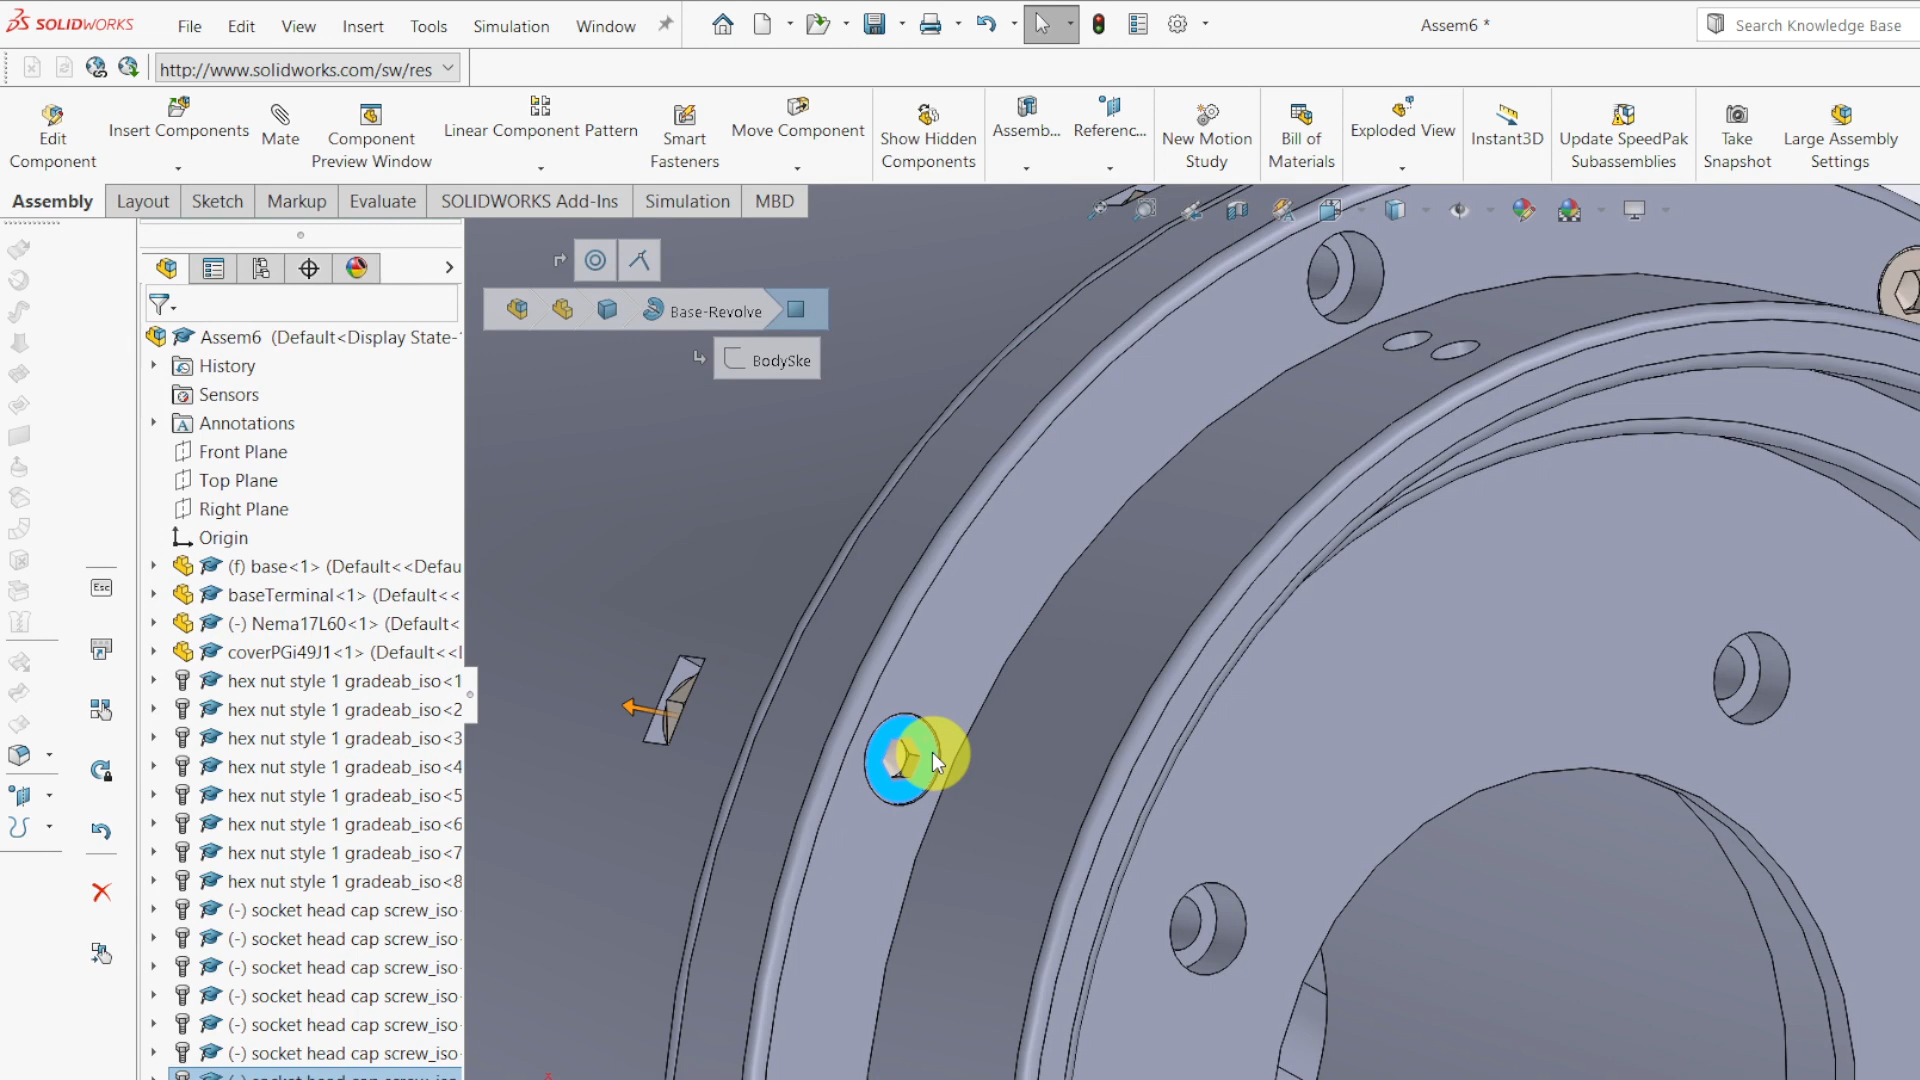 SOLIDWORKS File Edit View Insert Tools Simulation Window Assem6 * Search Knowledge Base
http://www.solidworks.com/sw/res
Edit Component
Insert Components
Mate
Component Preview Window
Linear Component Pattern
Smart Fasteners
Move Component
Show Hidden Components
Assemb...
Referenc...
New Motion Study
Bill of Materials
Exploded View
Instant3D
Update SpeedPak Subassemblies
Take Snapshot
Large Assembly Settings
Assembly Layout Sketch Markup Evaluate SOLIDWORKS Add-Ins Simulation MBD
Base-Revolve
BodySke
Assem6 (Default<Display State-
History
Sensors
Annotations
Front Plane
Top Plane
Right Plane
Origin
(f) base<1> (Default<<Defau
baseTerminal<1> (Default<<
(-) Nema17L60<1> (Default<
coverPGi49J1<1> (Default<<
hex nut style 1 gradeab_iso<1
hex nut style 1 gradeab_iso<2
hex nut style 1 gradeab_iso<3
hex nut style 1 gradeab_iso<4
hex nut style 1 gradeab_iso<5
hex nut style 1 gradeab_iso<6
hex nut style 1 gradeab_iso<7
hex nut style 1 gradeab_iso<8
(-) socket head cap screw_iso
(-) socket head cap screw_iso
(-) socket head cap screw_iso
(-) socket head cap screw_iso
(-) socket head cap screw_iso
(-) socket head cap screw_iso
Esc